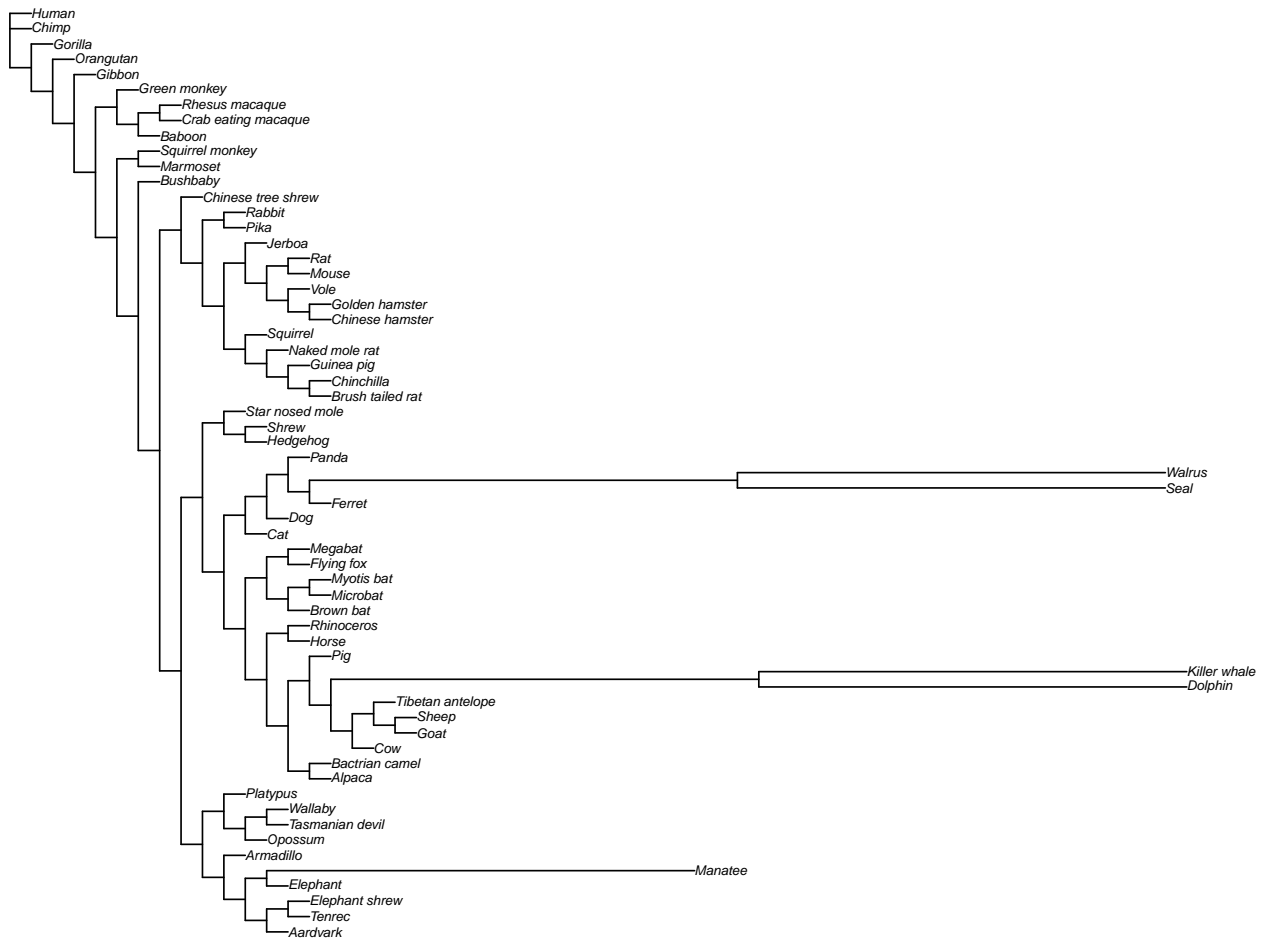 Human
Chimp
Gorilla
Orangutan
Gibbon
Green monkey
Rhesus macaque
Crab eating macaque
Baboon
Squirrel monkey
Marmoset
Bushbaby
Chinese tree shrew
Rabbit
Pika
Jerboa
Rat
Mouse
Vole
Golden hamster
Chinese hamster
Squirrel
Naked mole rat
Guinea pig
Chinchilla
Brush tailed rat
Star nosed mole
Shrew
Hedgehog
Panda
Walrus
Seal
Ferret
Dog
Cat
Megabat
Flying fox
Myotis bat
Microbat
Brown bat
Rhinoceros
Horse
Pig
Killer whale
Dolphin
Tibetan antelope
Sheep
Goat
Cow
Bactrian camel
Alpaca
Platypus
Wallaby
Tasmanian devil
Opossum
Armadillo
Manatee
Elephant
Elephant shrew
Tenrec
Aardvark